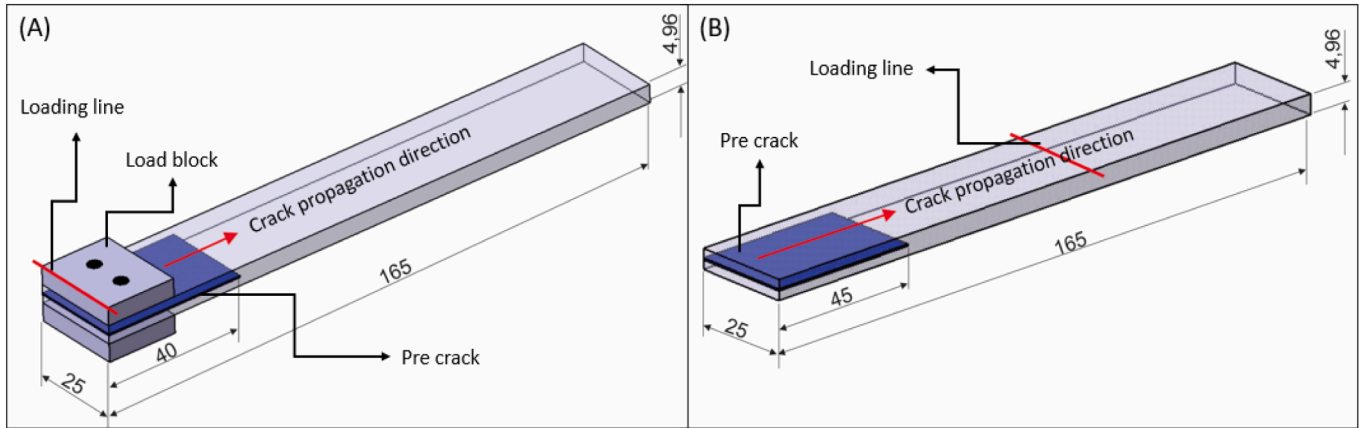 (A)
4,96
Loading line
Load block
Crack propagation direction
165
40
25
Pre crack
(B)
4,96
Loading line
Pre crack
Crack propagation direction
165
45
25